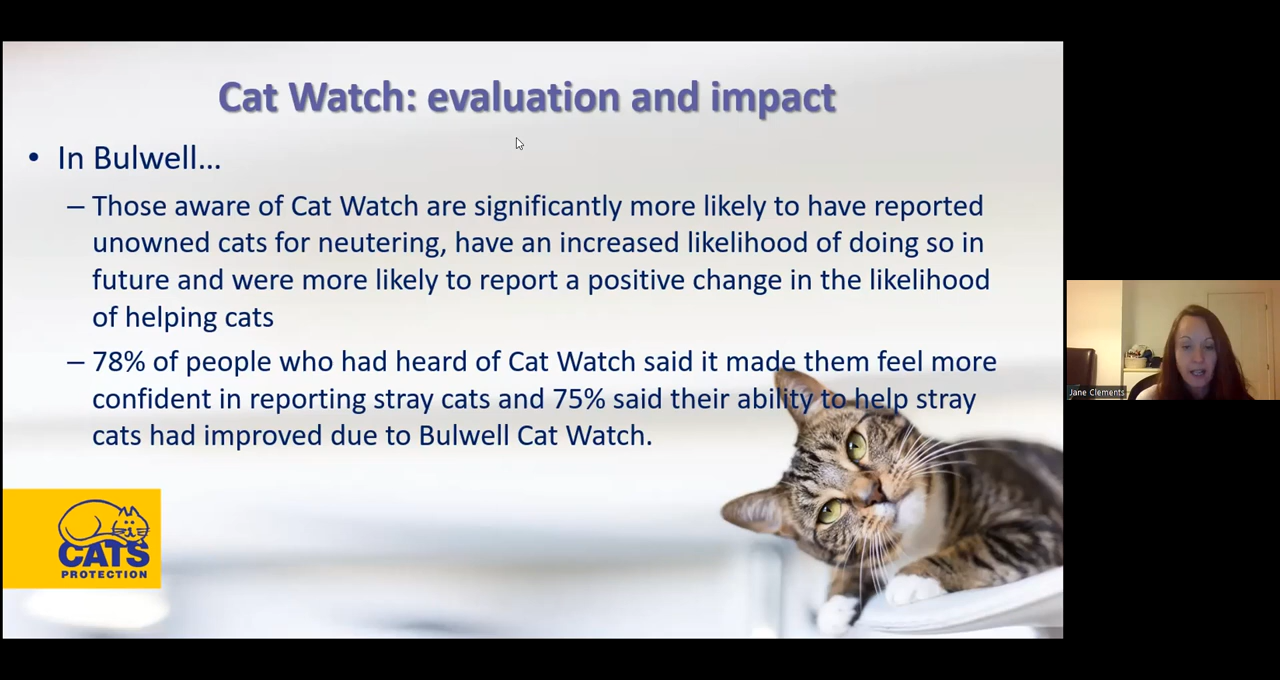 Cat Watch: evaluation and impact
• In Bulwell...
– Those aware of Cat Watch are significantly more likely to have reported
unowned cats for neutering, have an increased likelihood of doing so in
future and were more likely to report a positive change in the likelihood
of helping cats
– 78% of people who had heard of Cat Watch said it made them feel more
confident in reporting stray cats and 75% said their ability to help stray
cats had improved due to Bulwell Cat Watch.
CATS
PROTECTION
Jane Clements